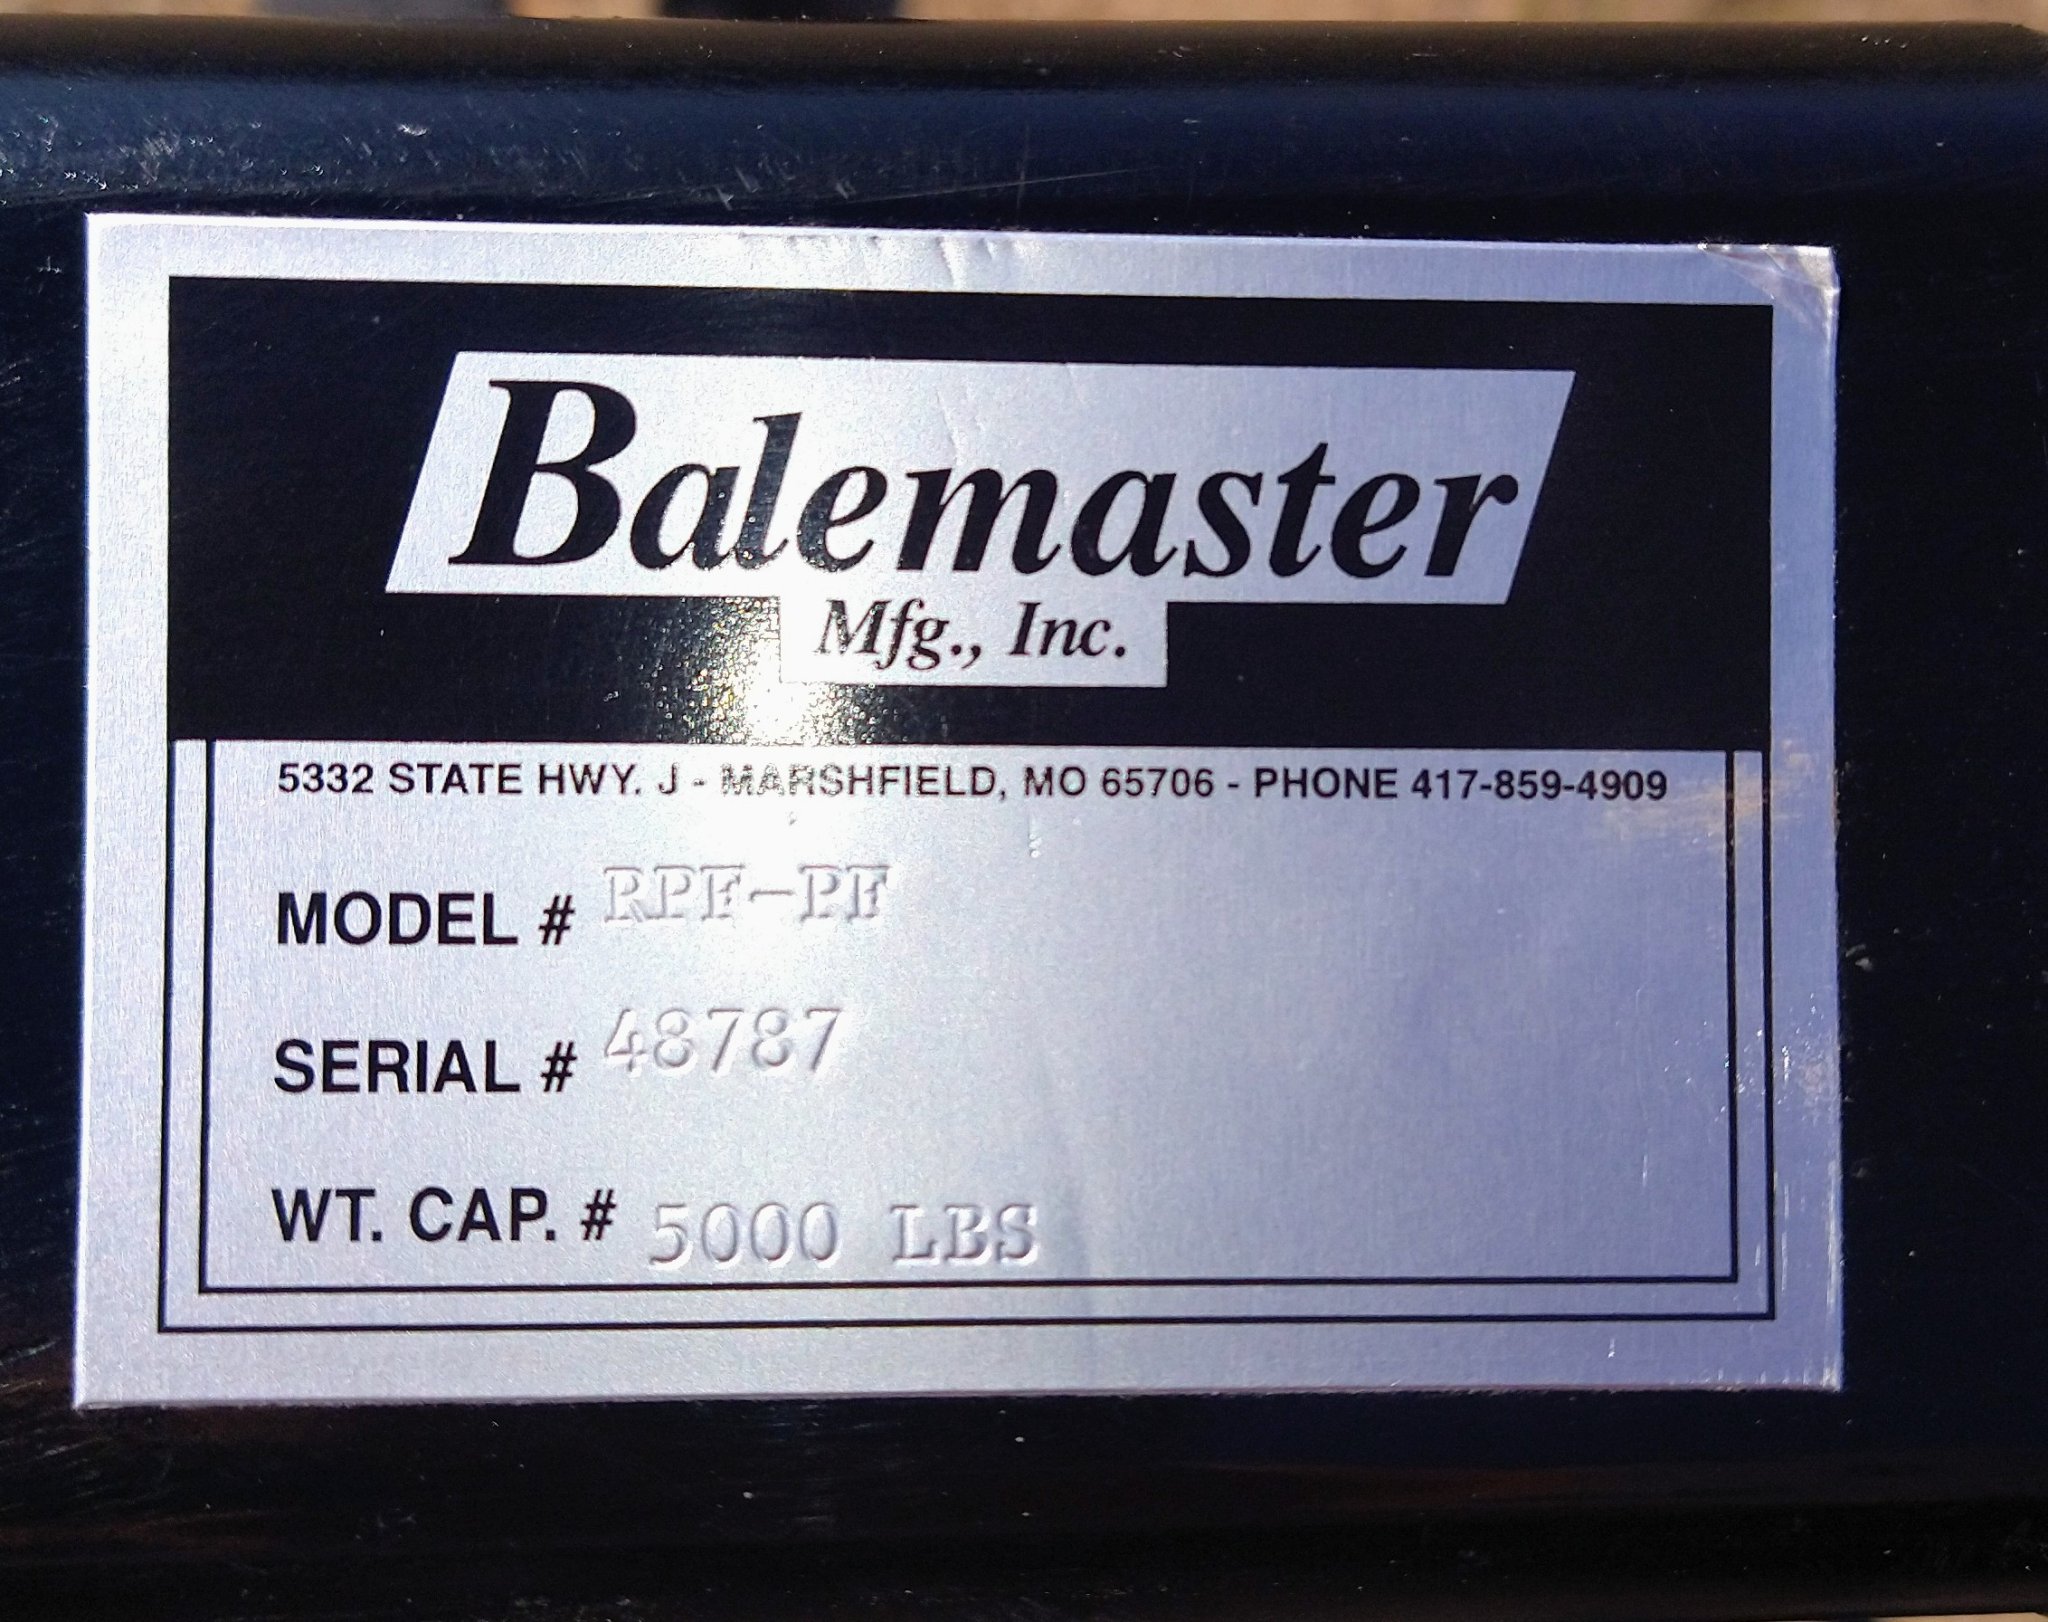 Balemaster
Mfg., Inc.
5332 STATE HWY. J - MARSHFIELD, MO 65706 - PHONE 417-859-4909
MODEL # RPF-PF
SERIAL # 48787
WT. CAP. # 5000 LBS